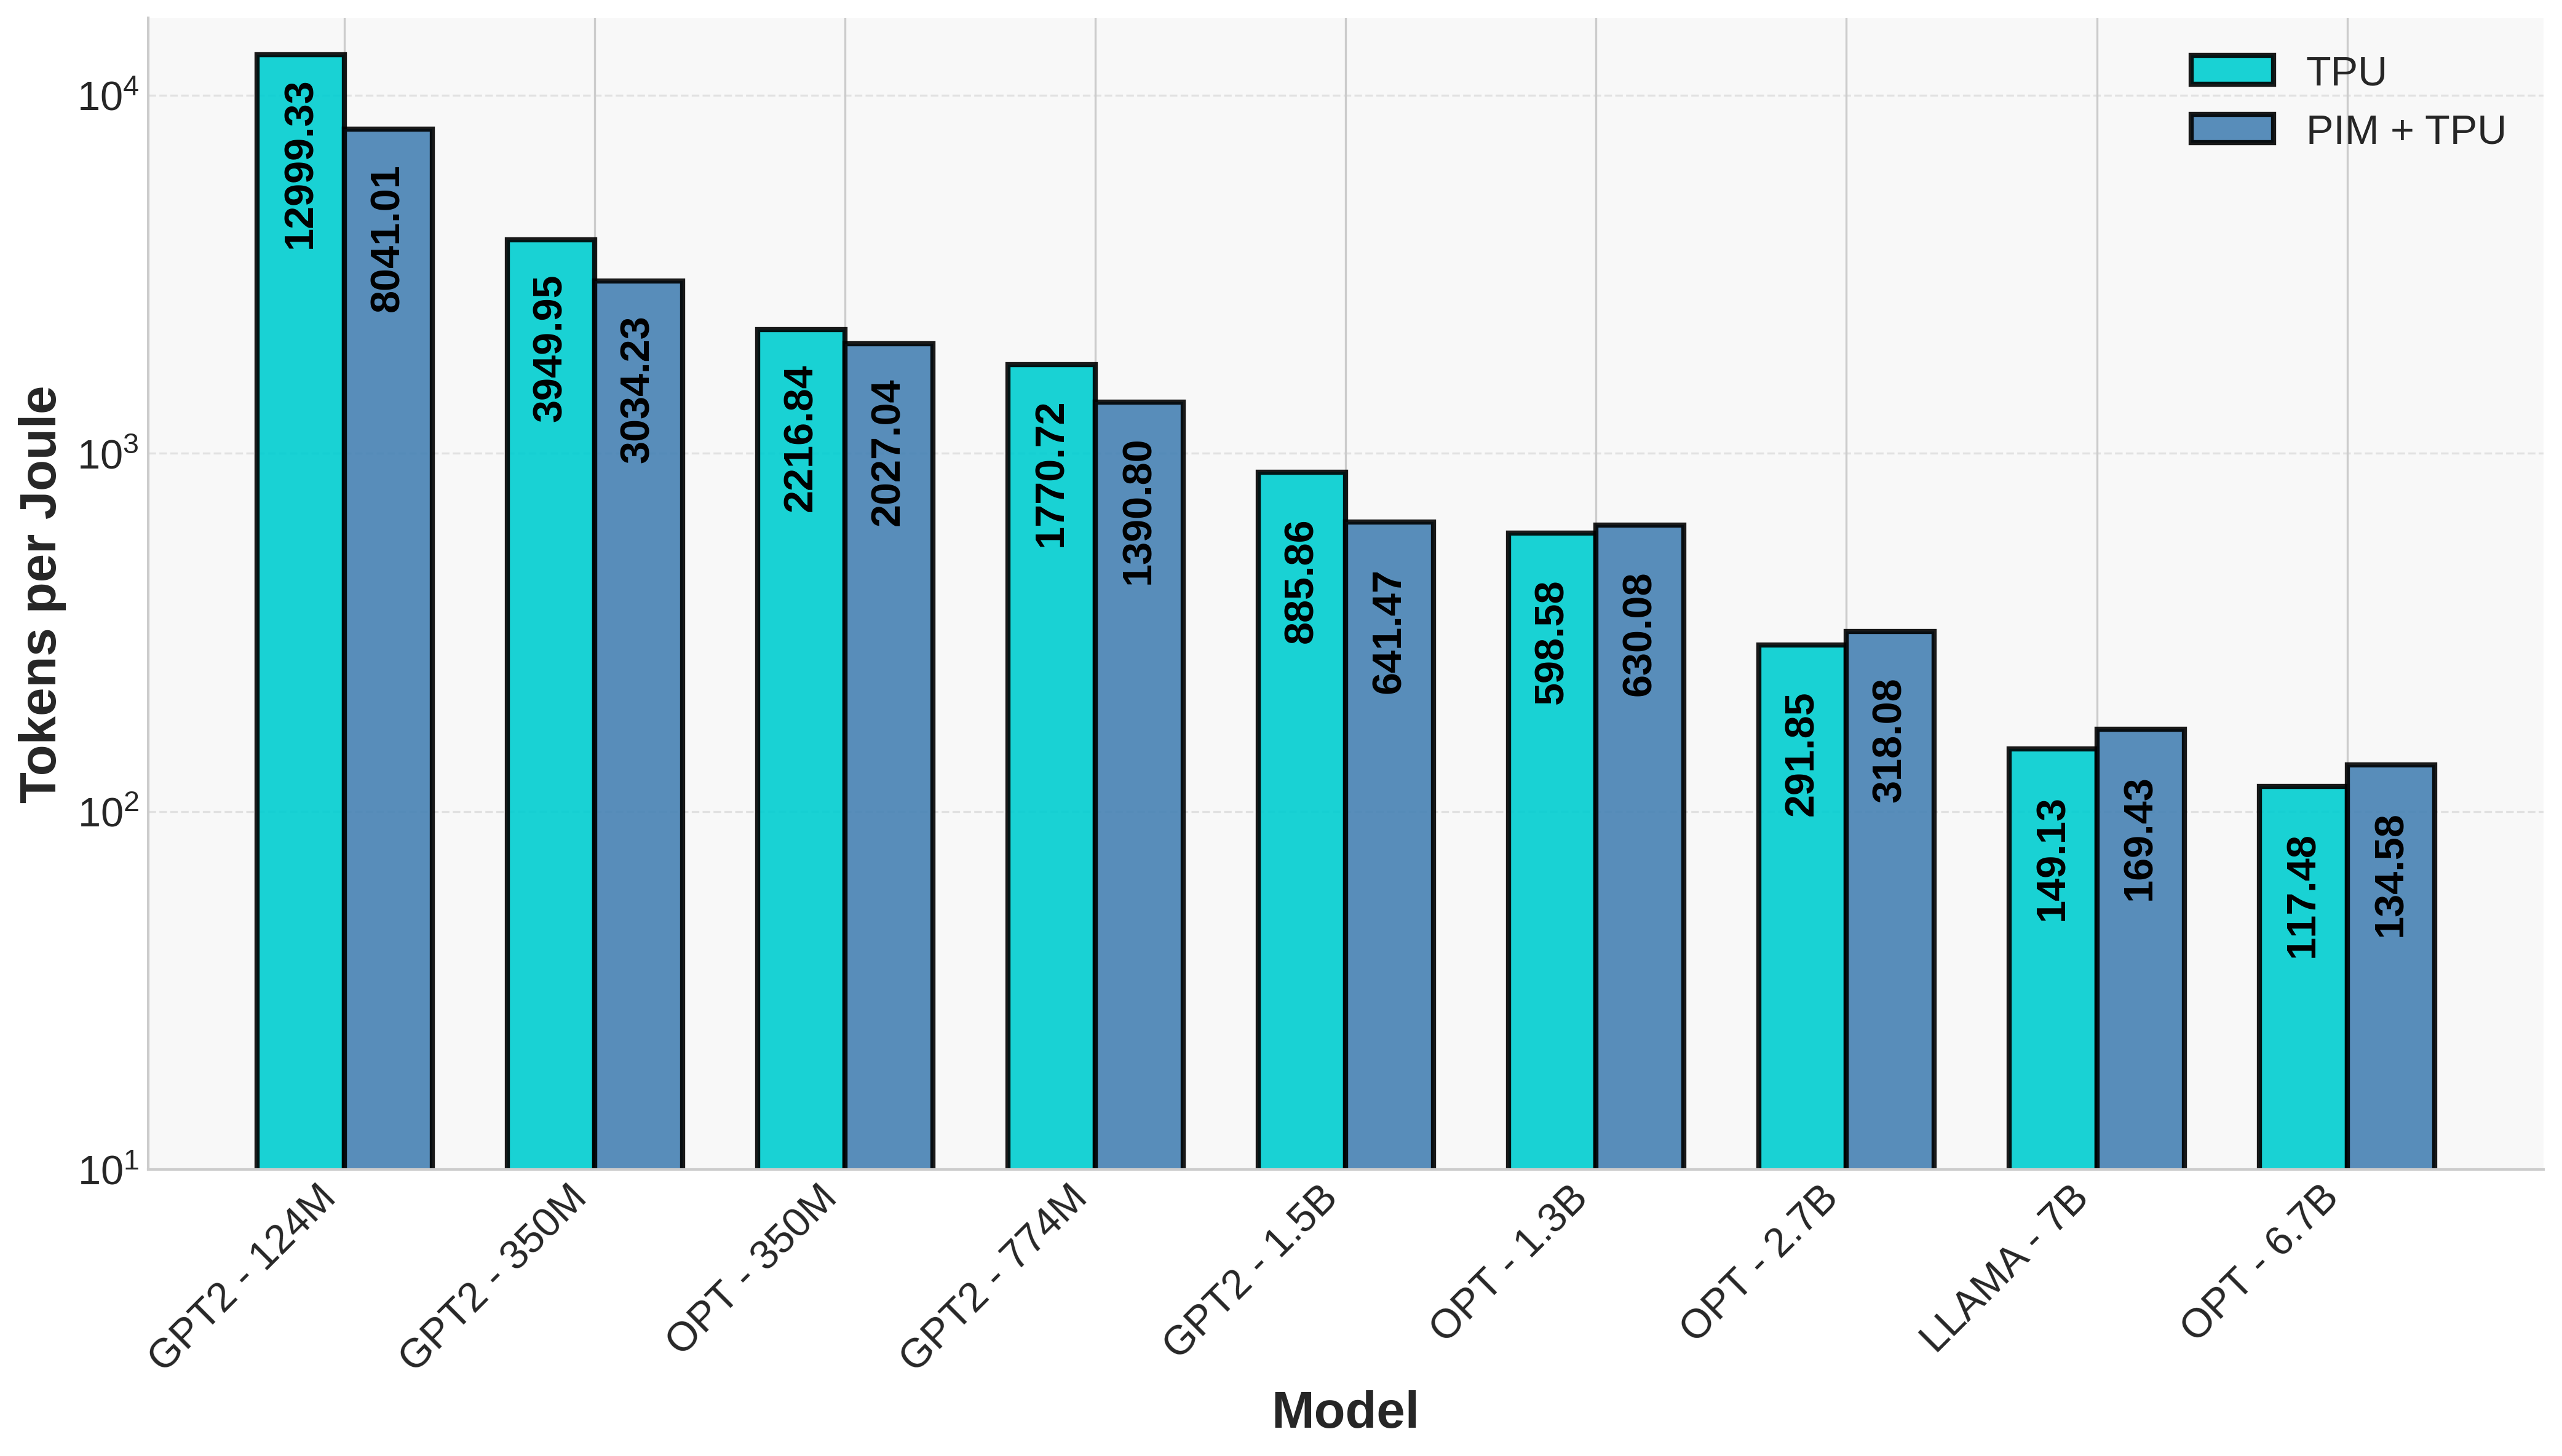 TPU
PIM + TPU
Tokens per Joule
10^4
10^3
10^2
10^1
12999.33
8041.01
3949.95
3034.23
2216.84
2027.04
1770.72
1390.80
885.86
641.47
598.58
630.08
291.85
318.08
149.13
169.43
117.48
134.58
GPT2 - 124M
GPT2 - 350M
OPT - 350M
GPT2 - 774M
GPT2 - 1.5B
OPT - 1.3B
OPT - 2.7B
LLAMA - 7B
OPT - 6.7B
Model